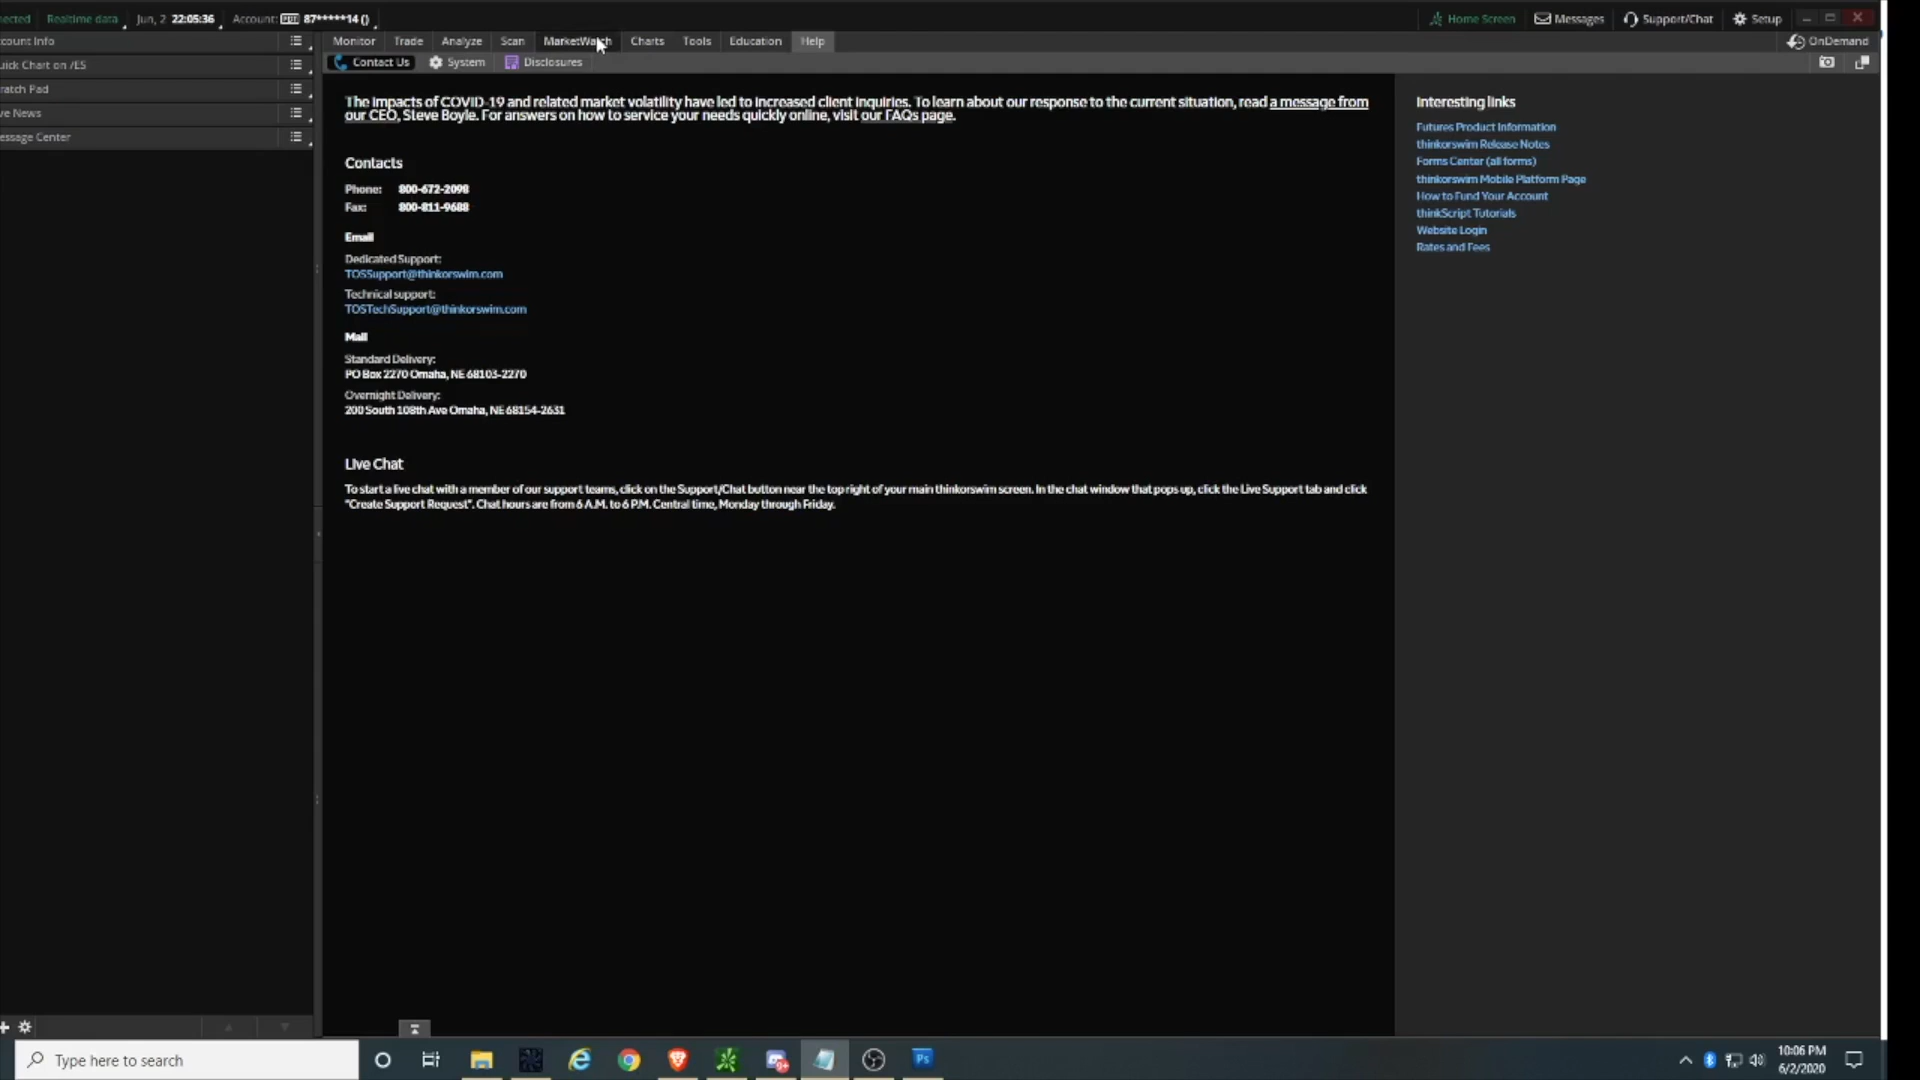 nected Realtime data Jun, 2 22:05:36 Account: 87*****14 () Home Screen Messages Support/Chat Setup
count Info
uick Chart on /ES
ratch Pad
ve News
essage Center
Monitor Trade Analyze Scan MarketWatch Charts Tools Education Help OnDemand
Contact Us System Disclosures
The impacts of COVID-19 and related market volatility have led to increased client inquiries. To learn about our response to the current situation, read a message from
our CEO, Steve Boyle. For answers on how to service your needs quickly online, visit our FAQs page.
Contacts
Phone: 800-672-2098
Fax: 800-811-9688
Email
Dedicated Support:
TOSSupport@thinkorswim.com
Technical support:
TOSTechSupport@thinkorswim.com
Mail
Standard Delivery:
PO Box 2270 Omaha, NE 68103-2270
Overnight Delivery:
200 South 108th Ave Omaha, NE 68154-2631
Live Chat
To start a live chat with a member of our support teams, click on the Support/Chat button near the top right of your main thinkorswim screen. In the chat window that pops up, click the Live Support tab and click
"Create Support Request". Chat hours are from 6 A.M. to 6 P.M. Central time, Monday through Friday.
Interesting links
Futures Product Information
thinkorswim Release Notes
Forms Center (all forms)
thinkorswim Mobile Platform Page
How to Fund Your Account
thinkScript Tutorials
Website Login
Rates and Fees
Type here to search
Ps
10:06 PM
6/2/2020